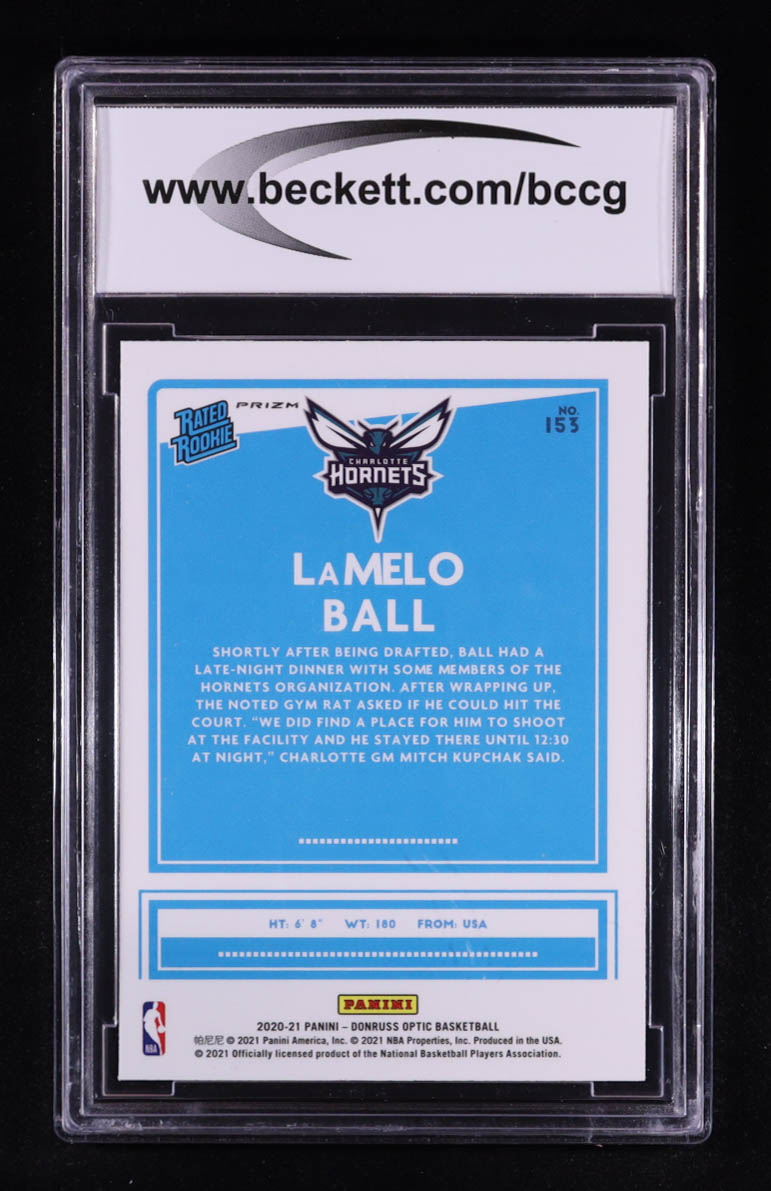 www.beckett.com/bccg
RATED
ROOKIE
PRIZM
NO.
153
CHARLOTTE
HORNETS
LaMELO
BALL
SHORTLY AFTER BEING DRAFTED, BALL HAD A
LATE-NIGHT DINNER WITH SOME MEMBERS OF THE
HORNETS ORGANIZATION. AFTER WRAPPING UP,
THE NOTED GYM RAT ASKED IF HE COULD HIT THE
COURT. “WE DID FIND A PLACE FOR HIM TO SHOOT
AT THE FACILITY AND HE STAYED THERE UNTIL 12:30
AT NIGHT,” CHARLOTTE GM MITCH KUPCHAK SAID.
HT: 6' 8" WT: 180 FROM: USA
PANINI
NBA
2020-21 PANINI – DONRUSS OPTIC BASKETBALL
帕尼尼 © 2021 Panini America, Inc. © 2021 NBA Properties, Inc. Produced in the USA.
© 2021 Officially licensed product of the National Basketball Players Association.